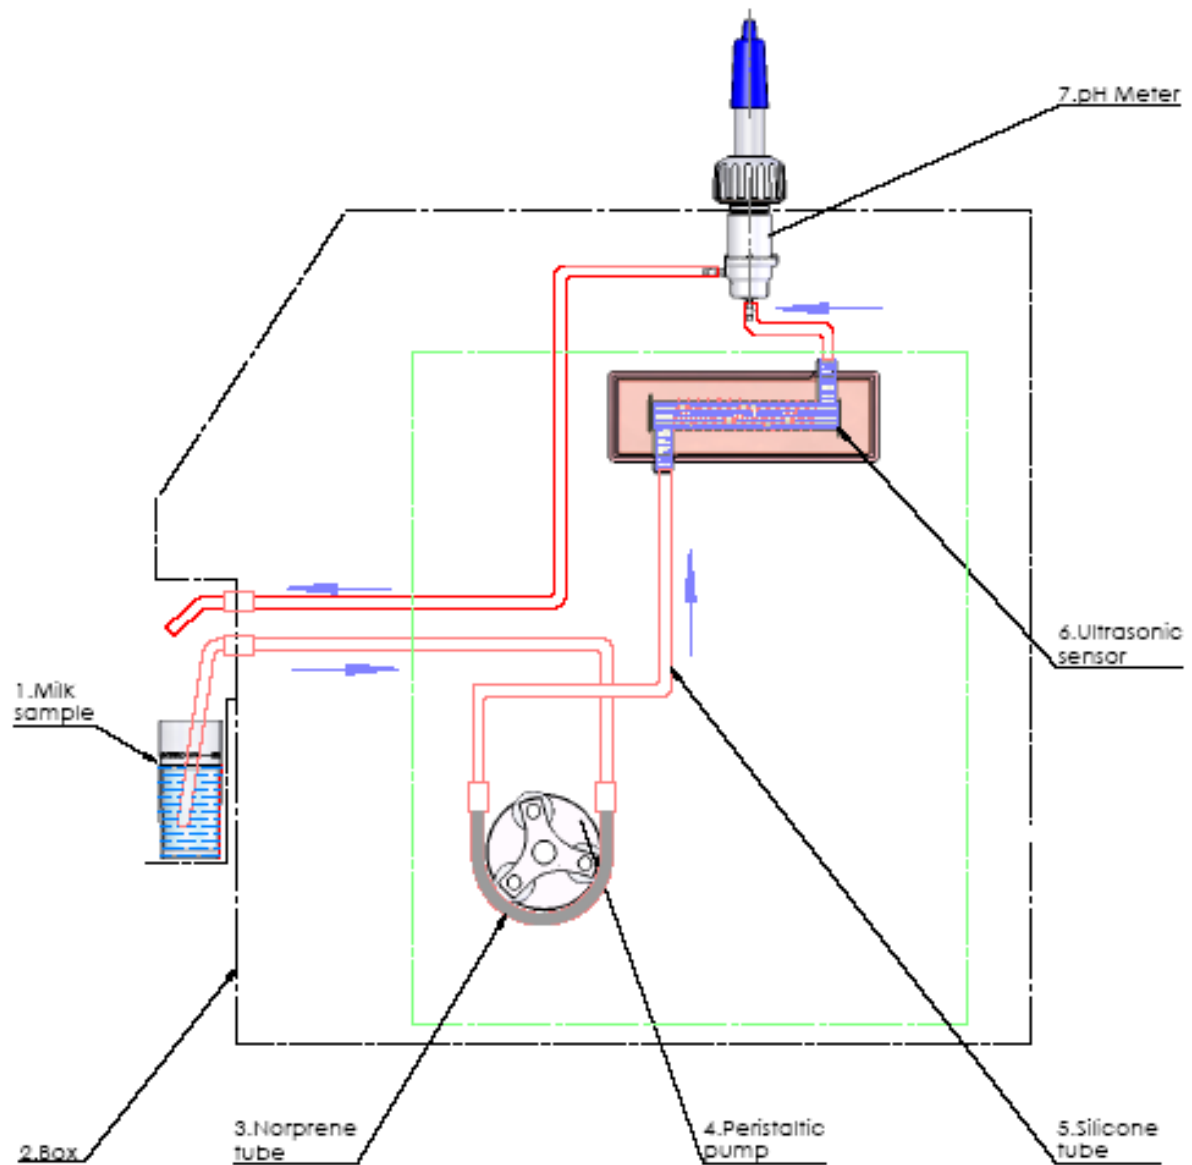 7.pH Meter
6.Ultrasonic
sensor
1.Milk
sample
2.Box
3.Norprene
tube
4.Peristaltic
pump
5.Silicone
tube